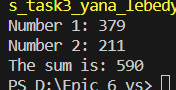 s_task3_yana_lebedy
Number 1: 379
Number 2: 211
The sum is: 590
PS D:\Epic 6 vs>